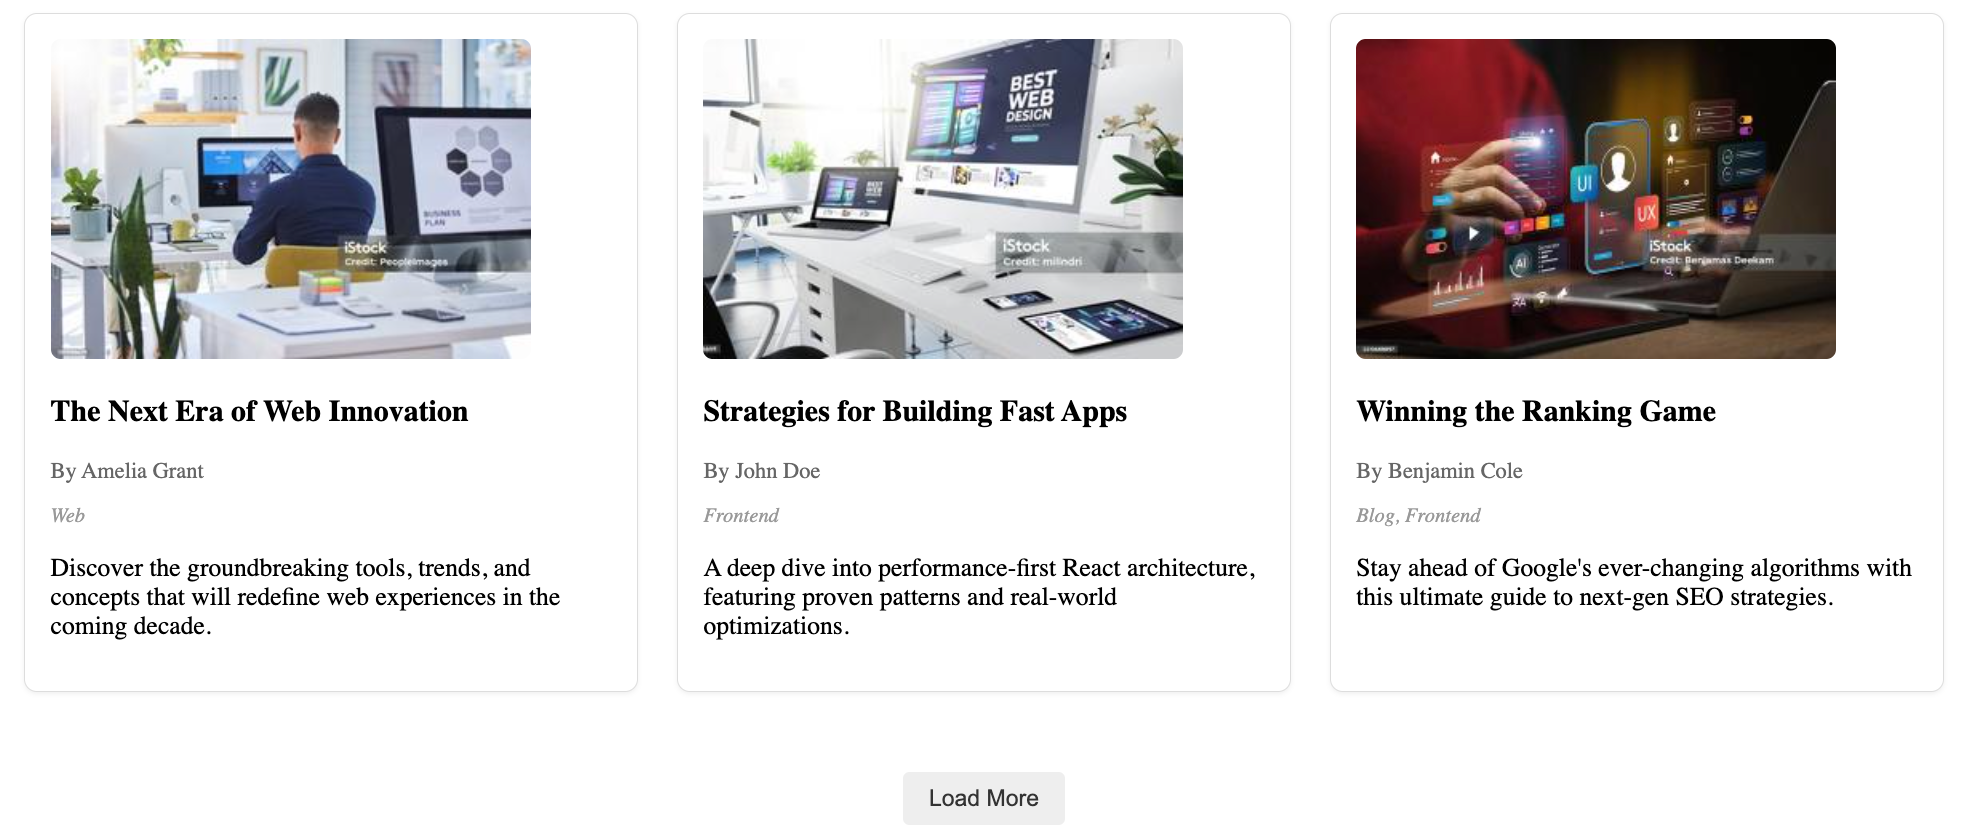 BUSINESS
PLAN
iStock
Credit: PeopleImages
BEST
WEB
DESIGN
BEST
WEB
DESIGN
iStock
Credit: milindri
UI
UX
AI
iStock
Credit: Benjamas Deekam
The Next Era of Web Innovation
By Amelia Grant
Web
Discover the groundbreaking tools, trends, and
concepts that will redefine web experiences in the
coming decade.
Strategies for Building Fast Apps
By John Doe
Frontend
A deep dive into performance-first React architecture,
featuring proven patterns and real-world
optimizations.
Winning the Ranking Game
By Benjamin Cole
Blog, Frontend
Stay ahead of Google's ever-changing algorithms with
this ultimate guide to next-gen SEO strategies.
Load More